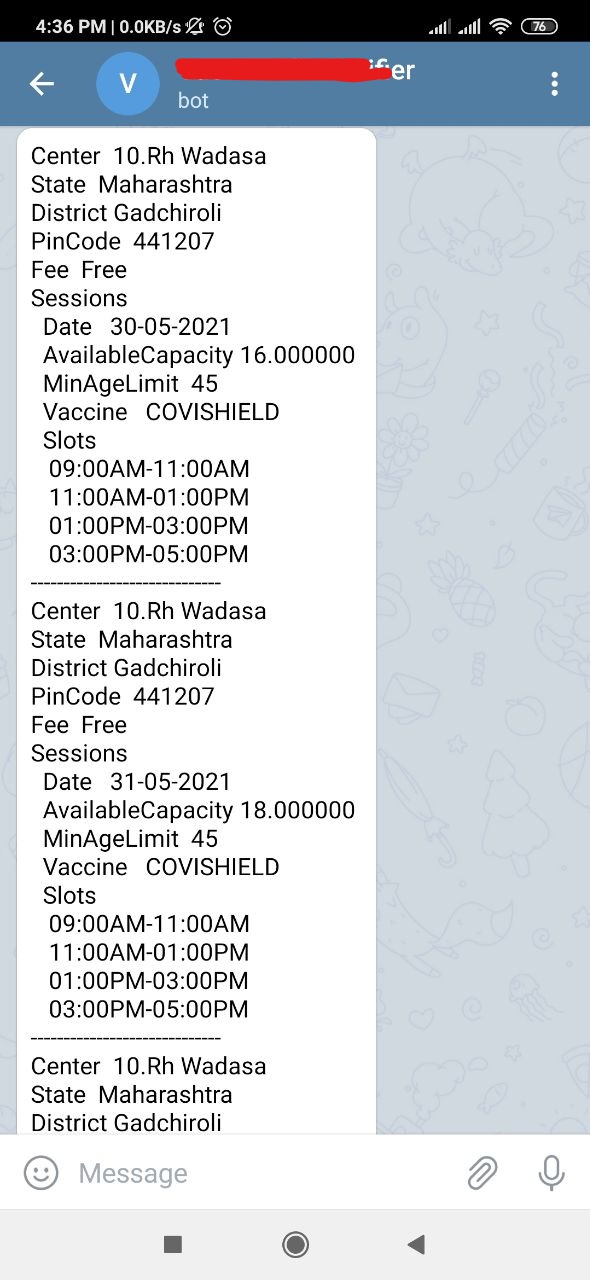 4:36 PM | 0.0KB/s
76
V
er
bot
Center 10.Rh Wadasa
State Maharashtra
District Gadchiroli
PinCode 441207
Fee Free
Sessions
Date 30-05-2021
AvailableCapacity 16.000000
MinAgeLimit 45
Vaccine COVISHIELD
Slots
09:00AM-11:00AM
11:00AM-01:00PM
01:00PM-03:00PM
03:00PM-05:00PM
-----------------------------
Center 10.Rh Wadasa
State Maharashtra
District Gadchiroli
PinCode 441207
Fee Free
Sessions
Date 31-05-2021
AvailableCapacity 18.000000
MinAgeLimit 45
Vaccine COVISHIELD
Slots
09:00AM-11:00AM
11:00AM-01:00PM
01:00PM-03:00PM
03:00PM-05:00PM
-----------------------------
Center 10.Rh Wadasa
State Maharashtra
District Gadchiroli
Message